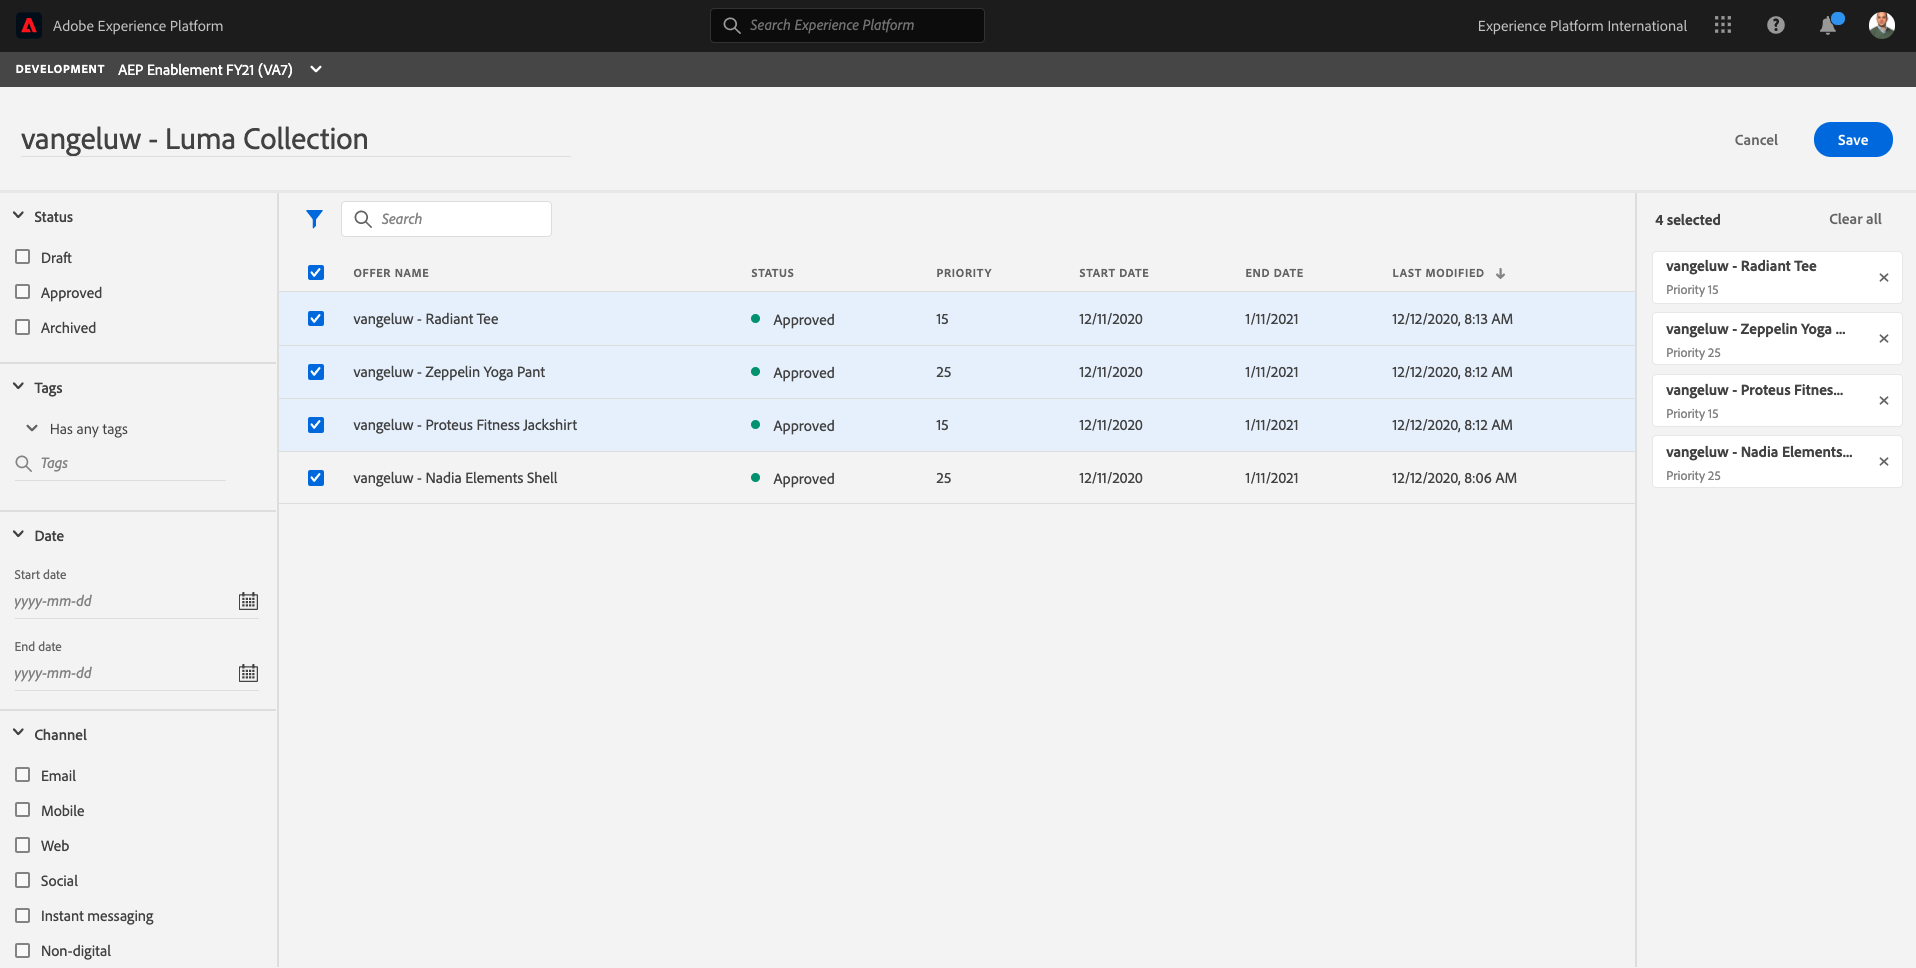 Adobe Experience Platform
Search Experience Platform
Experience Platform International
DEVELOPMENT AEP Enablement FY21 (VA7)
vangeluw - Luma Collection
Cancel
Save
Status
Draft
Approved
Archived
Tags
Has any tags
Tags
Date
Start date
yyyy-mm-dd
End date
yyyy-mm-dd
Channel
Email
Mobile
Web
Social
Instant messaging
Non-digital
Search
OFFER NAME STATUS PRIORITY START DATE END DATE LAST MODIFIED
vangeluw - Radiant Tee Approved 15 12/11/2020 1/11/2021 12/12/2020, 8:13 AM
vangeluw - Zeppelin Yoga Pant Approved 25 12/11/2020 1/11/2021 12/12/2020, 8:12 AM
vangeluw - Proteus Fitness Jackshirt Approved 15 12/11/2020 1/11/2021 12/12/2020, 8:12 AM
vangeluw - Nadia Elements Shell Approved 25 12/11/2020 1/11/2021 12/12/2020, 8:06 AM
4 selected Clear all
vangeluw - Radiant Tee
Priority 15
vangeluw - Zeppelin Yoga ...
Priority 25
vangeluw - Proteus Fitnes...
Priority 15
vangeluw - Nadia Elements...
Priority 25